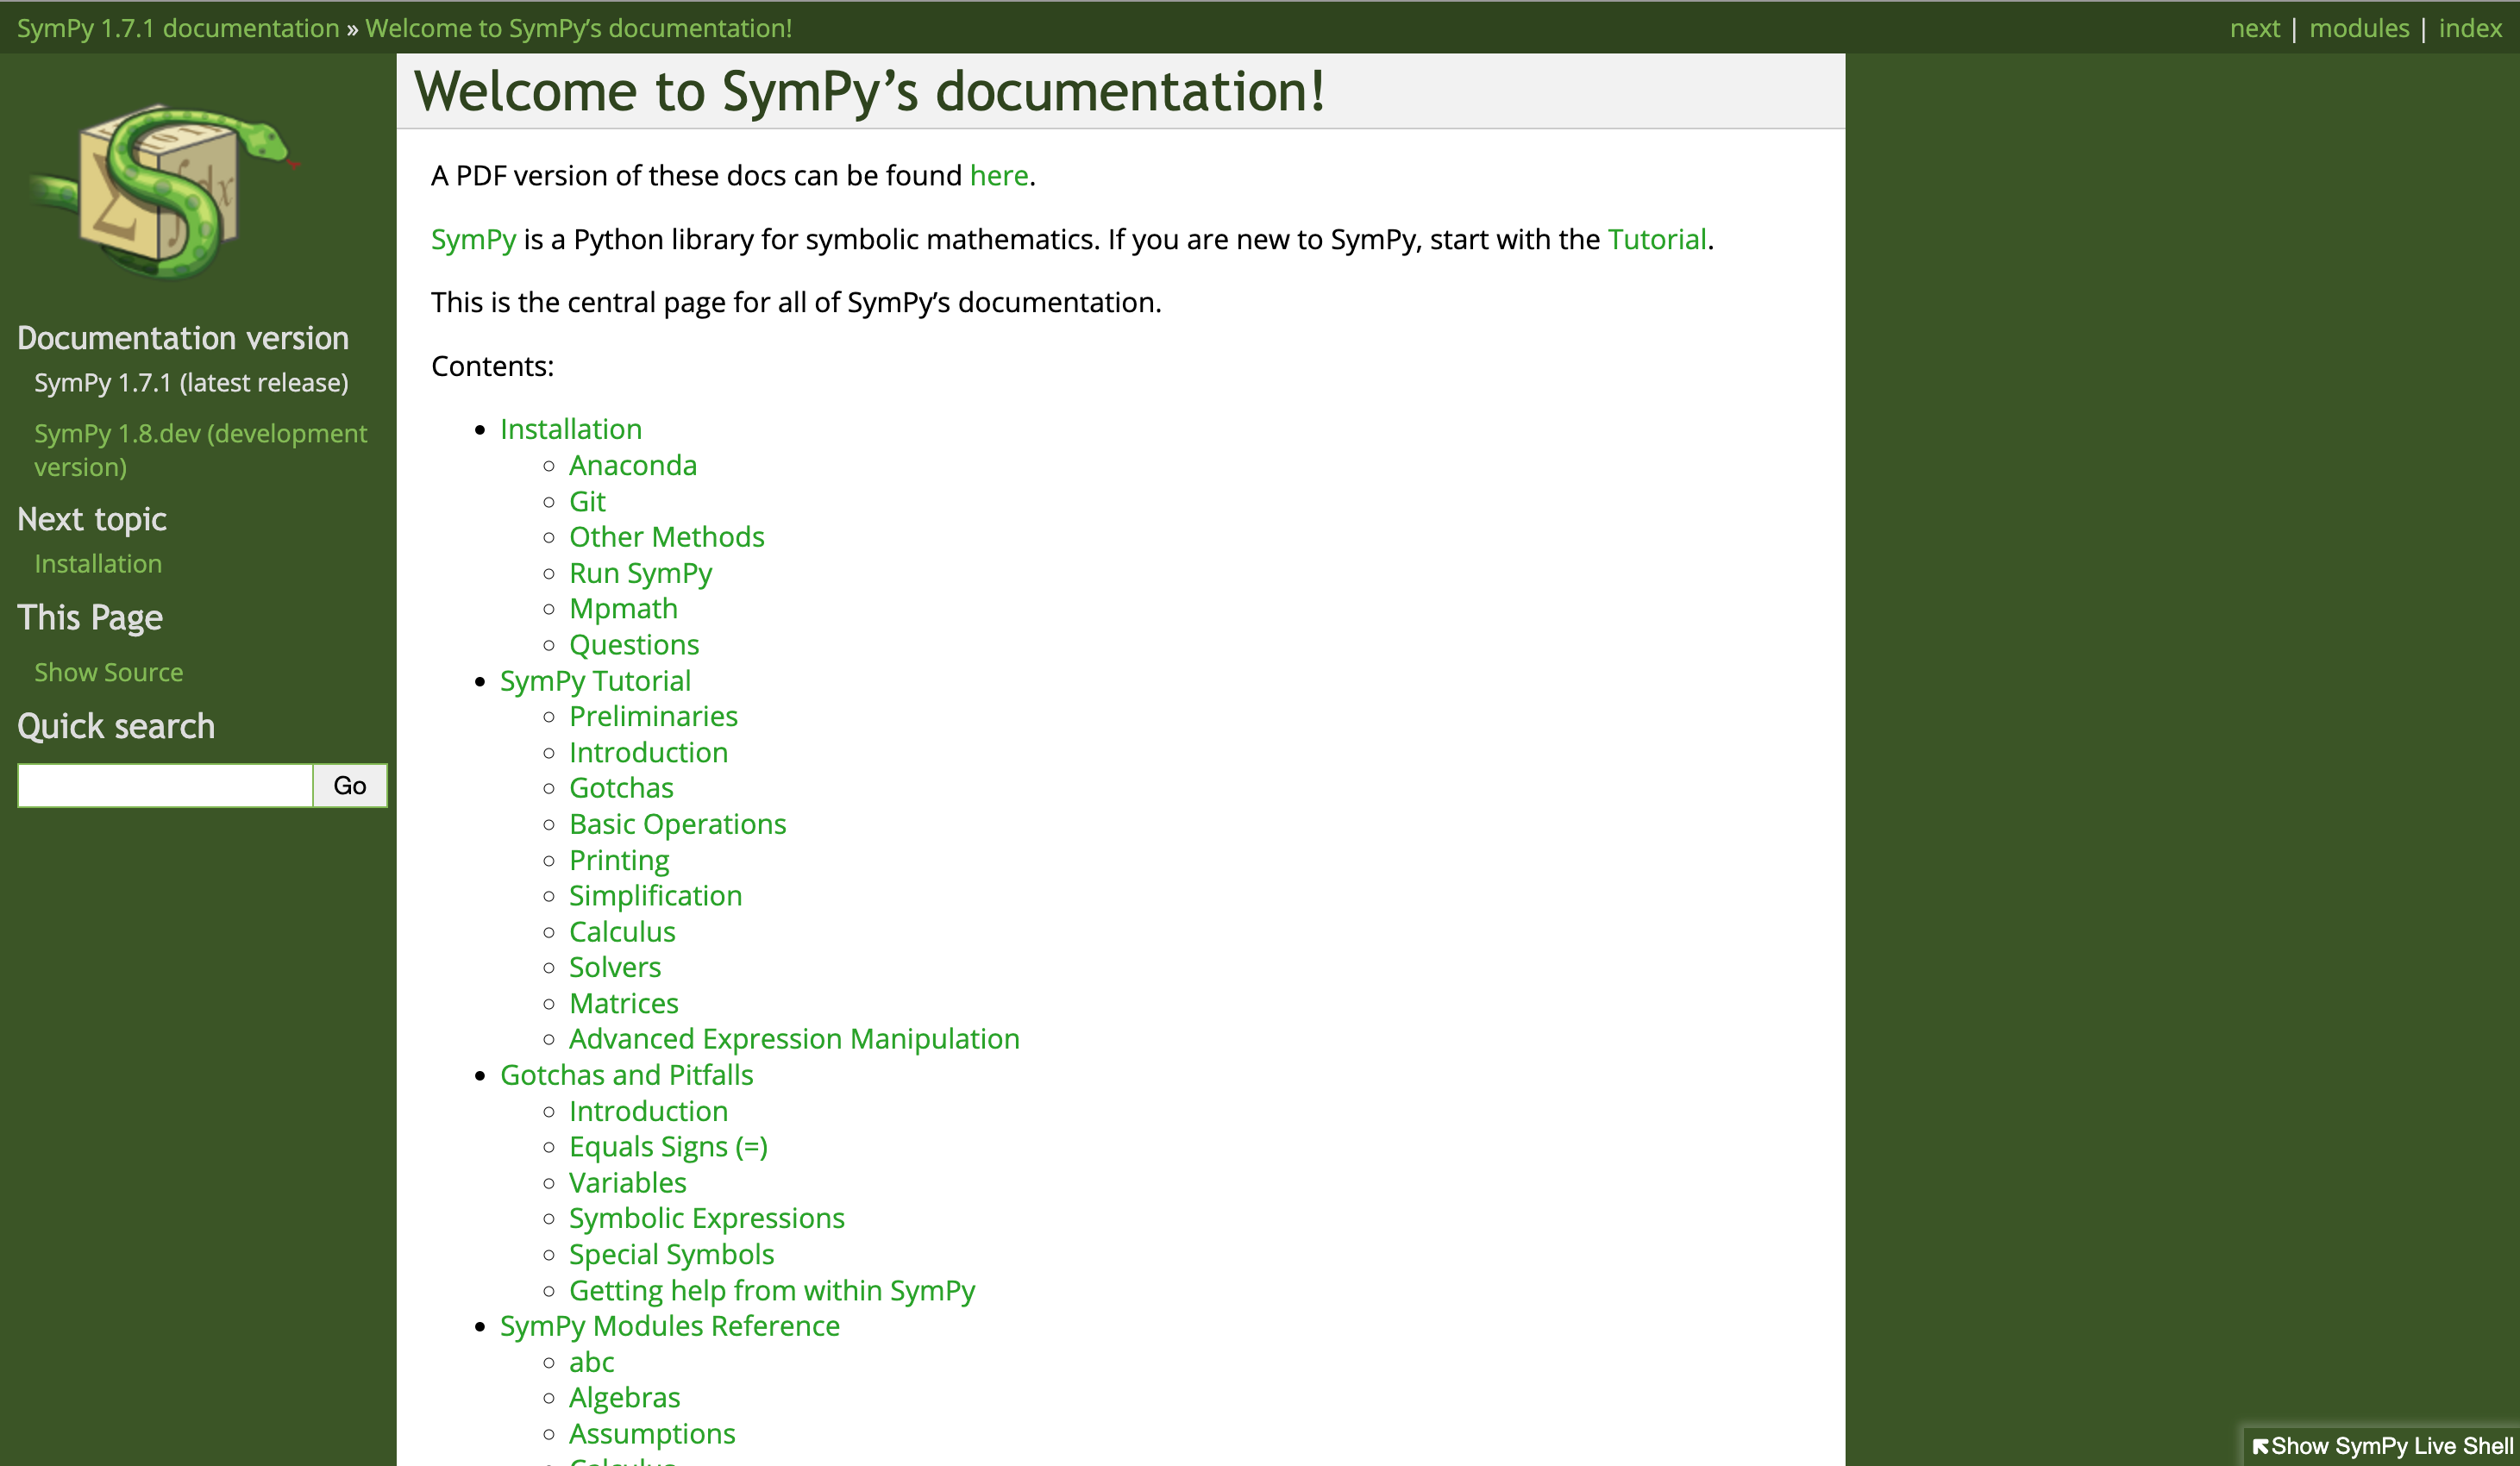 SymPy 1.7.1 documentation » Welcome to SymPy’s documentation!
next | modules | index
Documentation version
SymPy 1.7.1 (latest release)
SymPy 1.8.dev (development
version)
Next topic
Installation
This Page
Show Source
Quick search
Go
Welcome to SymPy’s documentation!
A PDF version of these docs can be found here.
SymPy is a Python library for symbolic mathematics. If you are new to SymPy, start with the Tutorial.
This is the central page for all of SymPy’s documentation.
Contents:
Installation
Anaconda
Git
Other Methods
Run SymPy
Mpmath
Questions
SymPy Tutorial
Preliminaries
Introduction
Gotchas
Basic Operations
Printing
Simplification
Calculus
Solvers
Matrices
Advanced Expression Manipulation
Gotchas and Pitfalls
Introduction
Equals Signs (=)
Variables
Symbolic Expressions
Special Symbols
Getting help from within SymPy
SymPy Modules Reference
abc
Algebras
Assumptions
Show SymPy Live Shell